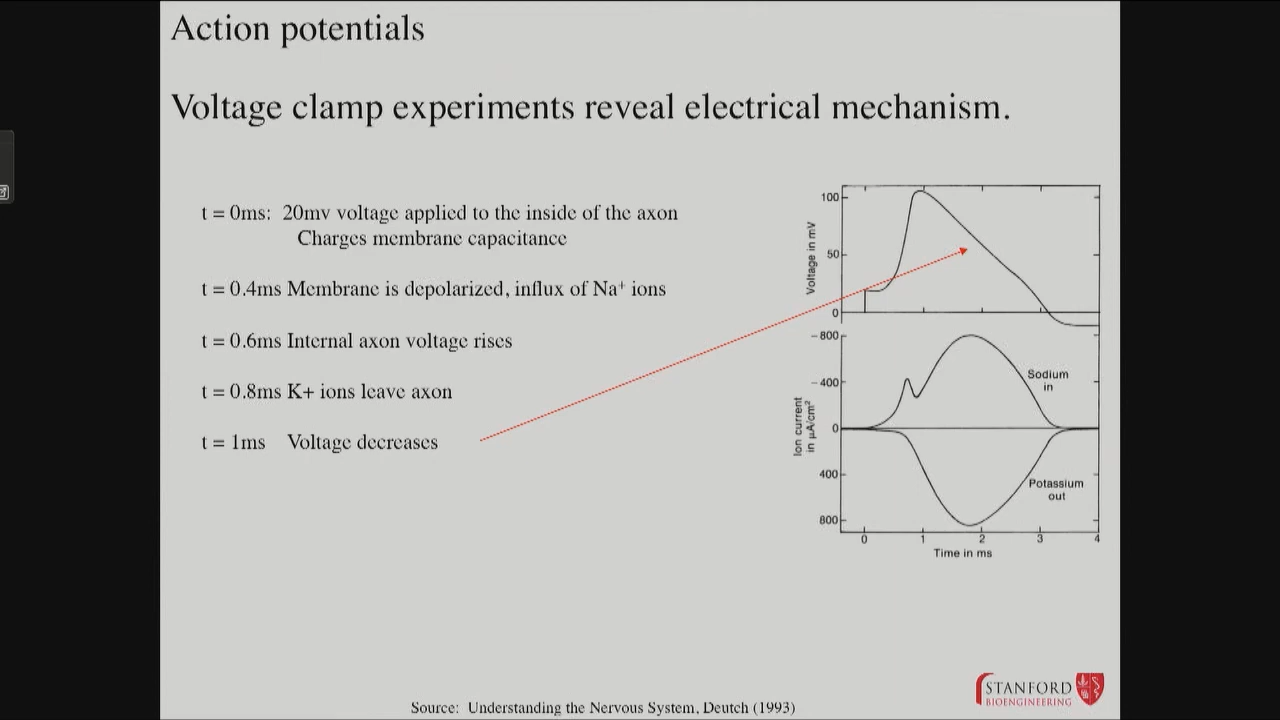 Action potentials
Voltage clamp experiments reveal electrical mechanism.
t = 0ms: 20mv voltage applied to the inside of the axon
Charges membrane capacitance
t = 0.4ms Membrane is depolarized, influx of Na⁺ ions
t = 0.6ms Internal axon voltage rises
t = 0.8ms K+ ions leave axon
t = 1ms Voltage decreases
100
50
0
Voltage in mV
−800
−400
0
400
800
Ion current
in µA/cm²
Sodium
in
Potassium
out
0 1 2 3 4
Time in ms
STANFORD
BIOENGINEERING
Source: Understanding the Nervous System, Deutch (1993)